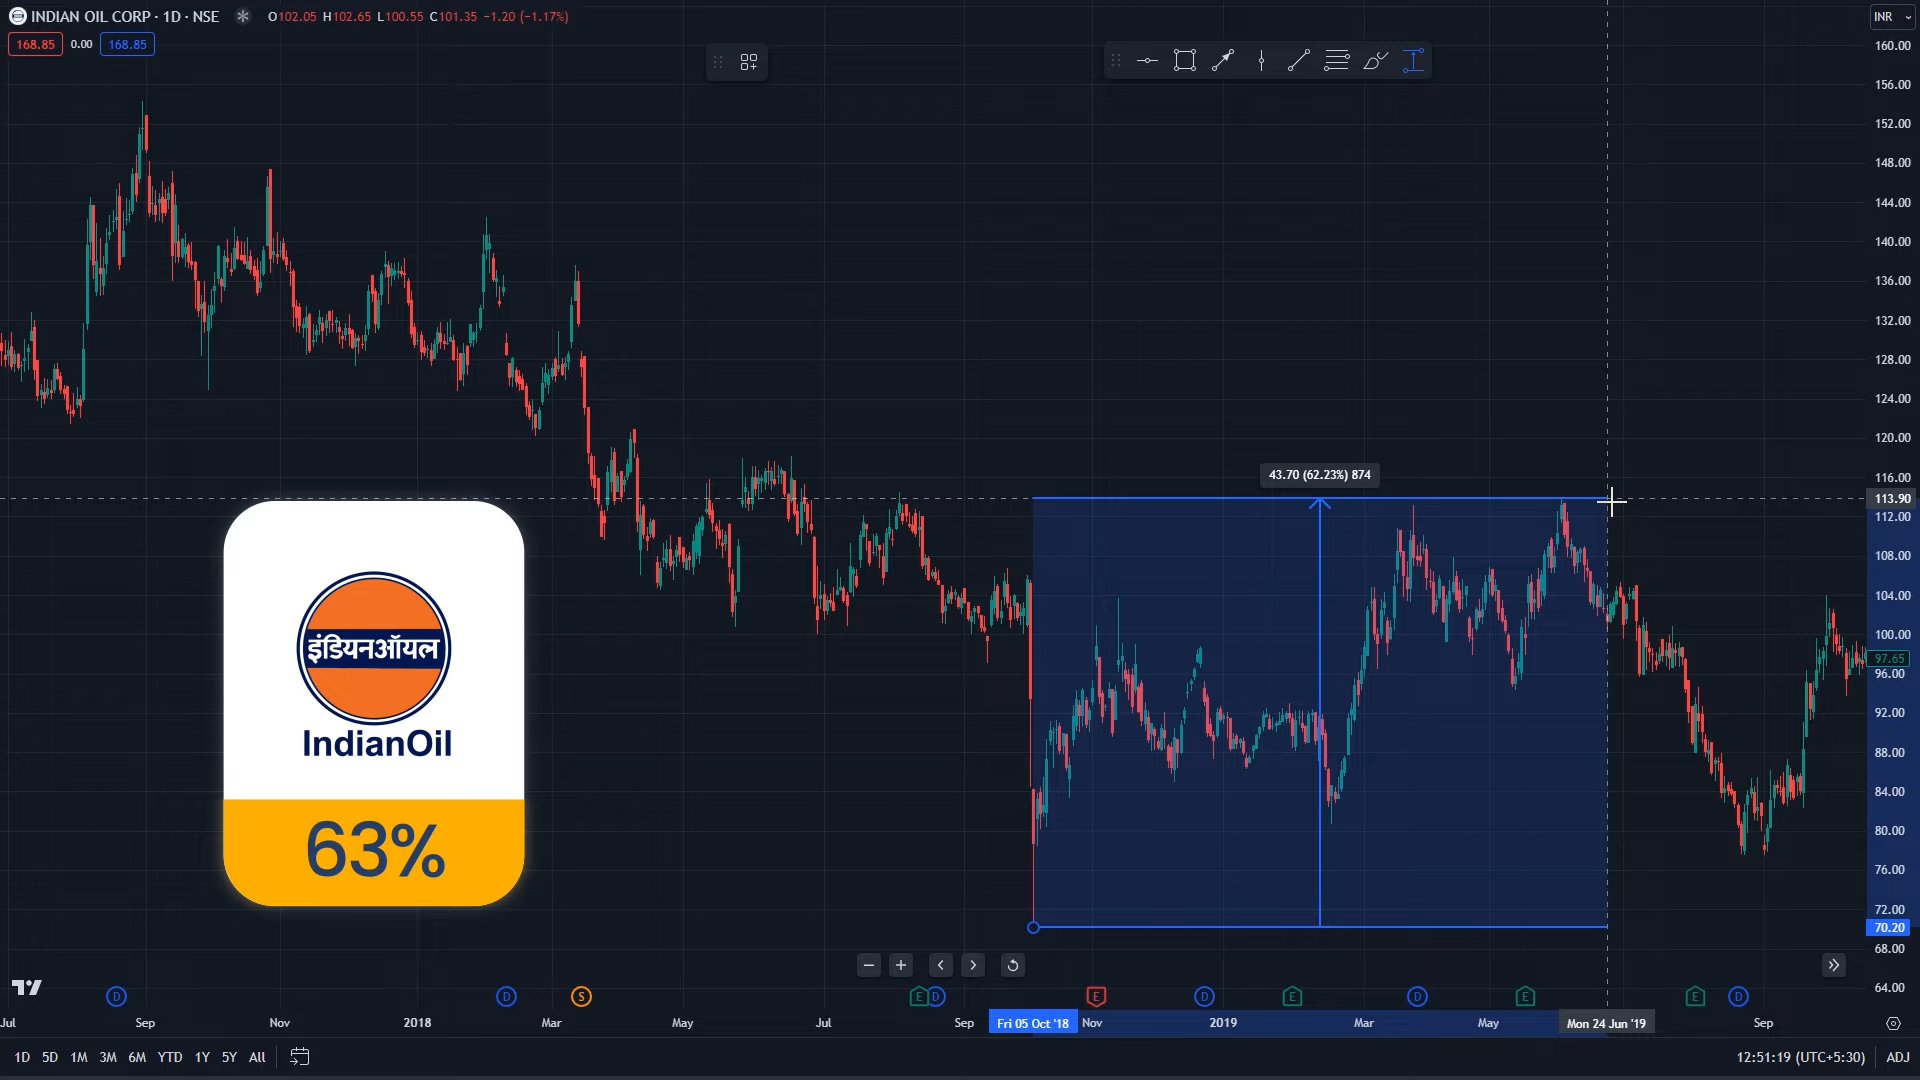 INDIAN OIL CORP · 1D · NSE O102.05 H102.65 L100.55 C101.35 −1.20 (−1.17%)
INR
168.85 0.00 168.85
160.00
156.00
152.00
148.00
144.00
140.00
136.00
132.00
128.00
124.00
120.00
116.00
43.70 (62.23%) 874
113.90
112.00
108.00
104.00
100.00
97.65
96.00
92.00
88.00
84.00
80.00
76.00
72.00
70.20
68.00
64.00
इंडियनऑयल
IndianOil
63%
D D S E D E D E D E E D
Jul Sep Nov 2018 Mar May Jul Sep Fri 05 Oct '18 Nov 2019 Mar May Mon 24 Jun '19 Sep
1D 5D 1M 3M 6M YTD 1Y 5Y All
12:51:19 (UTC+5:30) ADJ